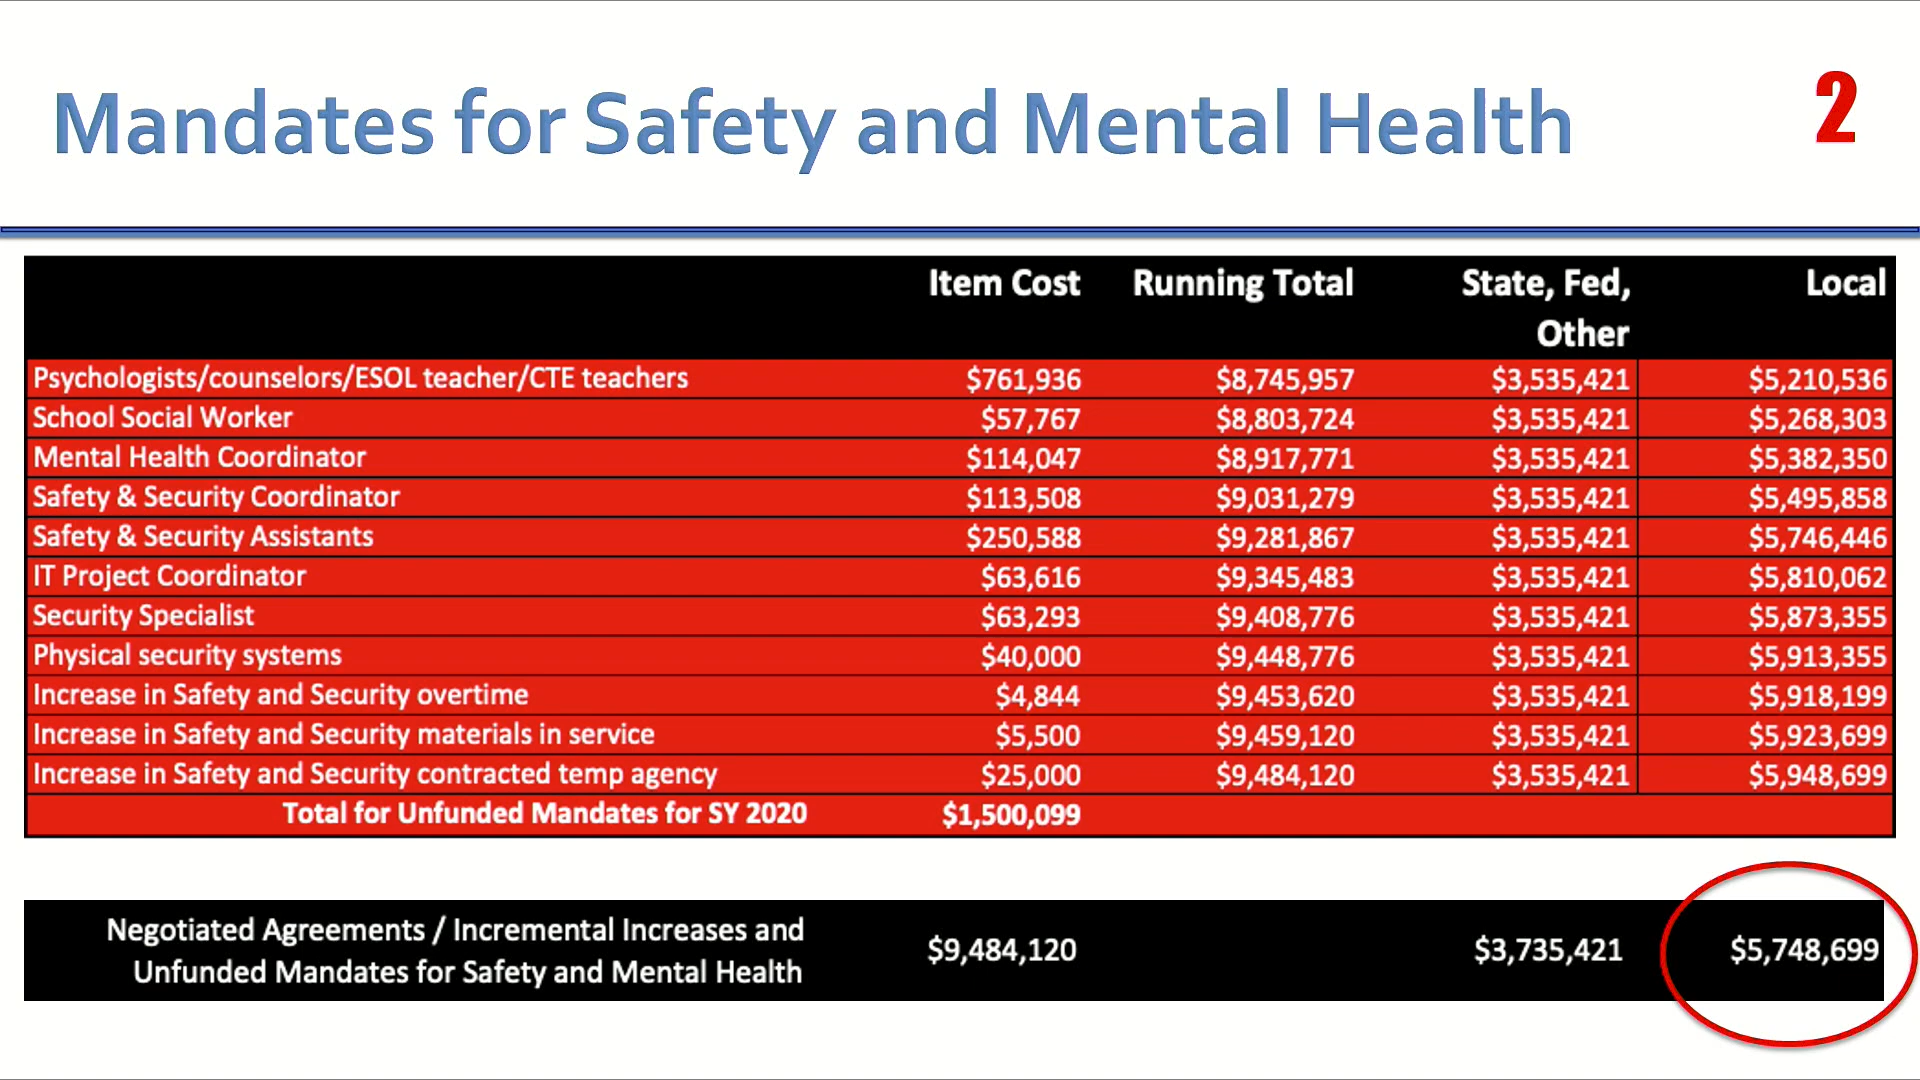 Mandates for Safety and Mental Health 2
Item Cost Running Total State, Fed, Local
Other
Psychologists/counselors/ESOL teacher/CTE teachers $761,936 $8,745,957 $3,535,421 $5,210,536
School Social Worker $57,767 $8,803,724 $3,535,421 $5,268,303
Mental Health Coordinator $114,047 $8,917,771 $3,535,421 $5,382,350
Safety & Security Coordinator $113,508 $9,031,279 $3,535,421 $5,495,858
Safety & Security Assistants $250,588 $9,281,867 $3,535,421 $5,746,446
IT Project Coordinator $63,616 $9,345,483 $3,535,421 $5,810,062
Security Specialist $63,293 $9,408,776 $3,535,421 $5,873,355
Physical security systems $40,000 $9,448,776 $3,535,421 $5,913,355
Increase in Safety and Security overtime $4,844 $9,453,620 $3,535,421 $5,918,199
Increase in Safety and Security materials in service $5,500 $9,459,120 $3,535,421 $5,923,699
Increase in Safety and Security contracted temp agency $25,000 $9,484,120 $3,535,421 $5,948,699
Total for Unfunded Mandates for SY 2020 $1,500,099
Negotiated Agreements / Incremental Increases and
Unfunded Mandates for Safety and Mental Health $9,484,120 $3,735,421 $5,748,699